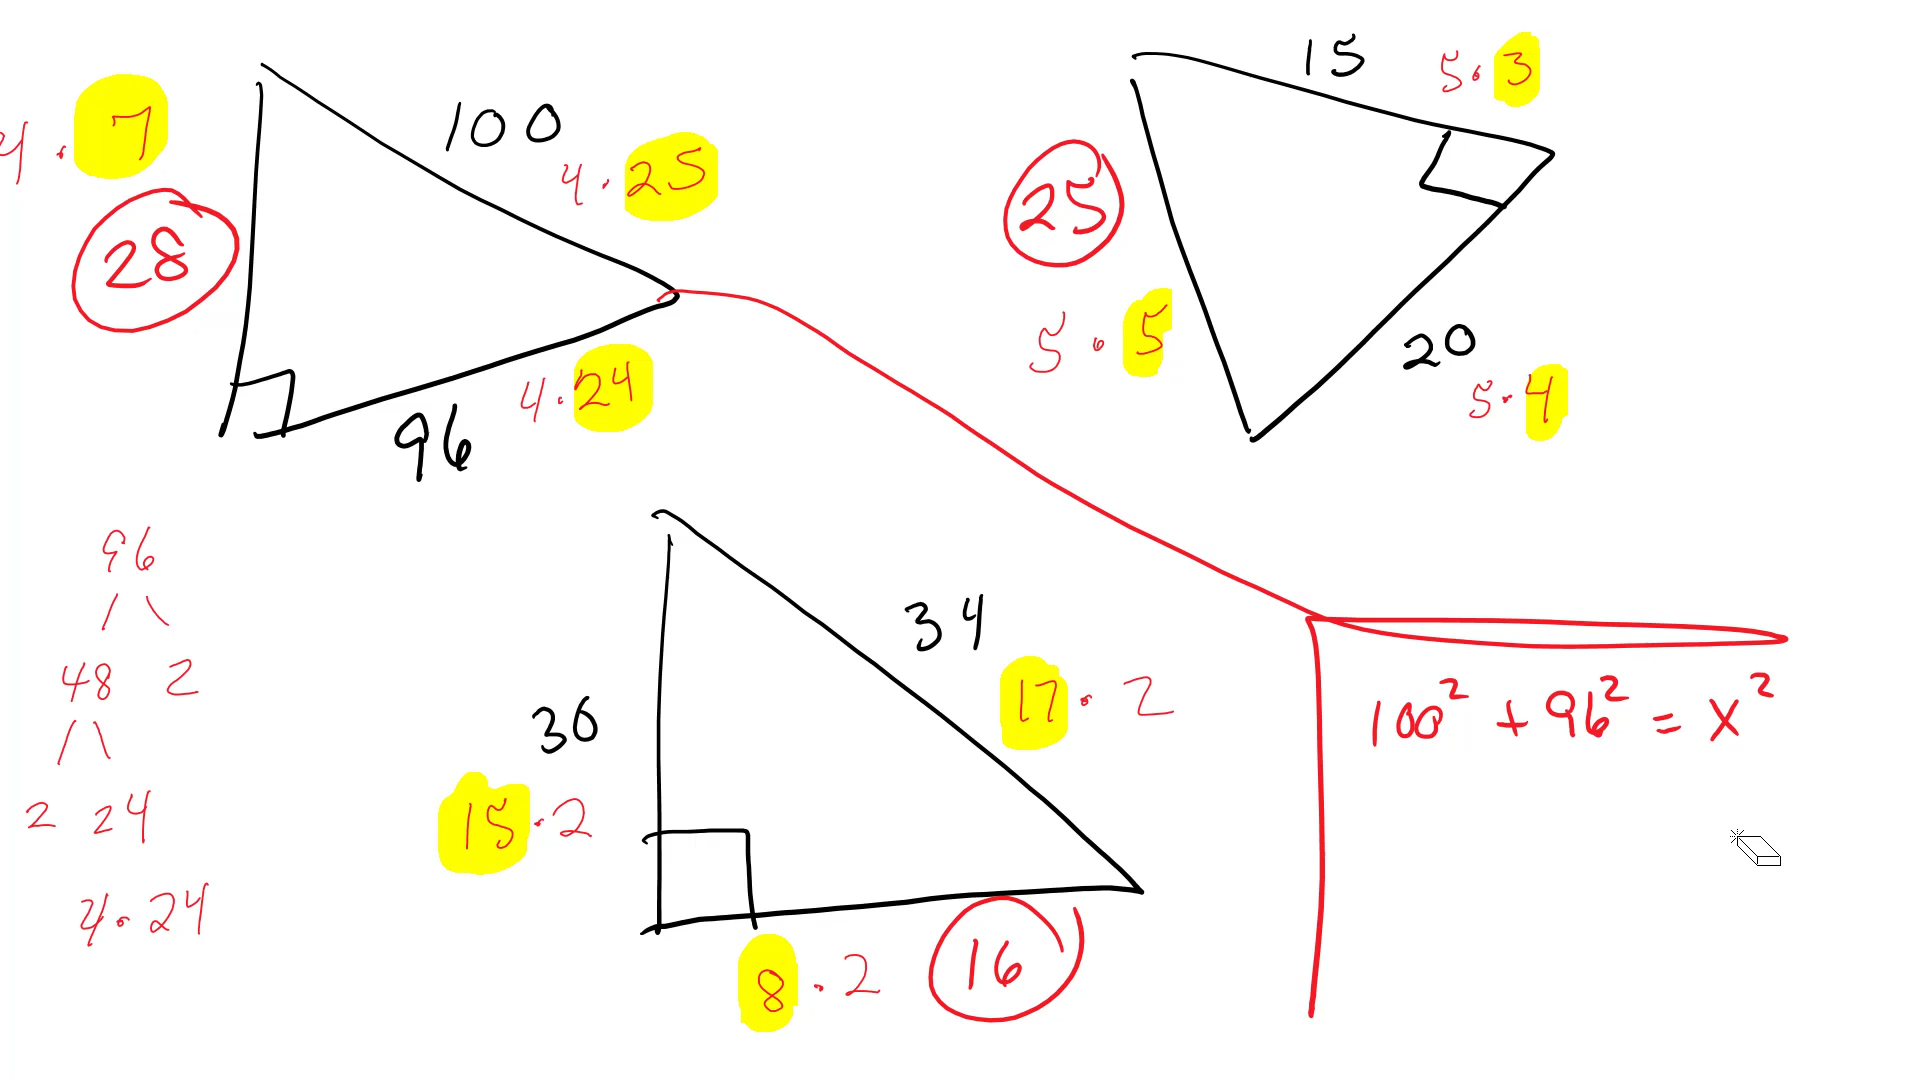 4 · 7
100
4 · 25
28
4 · 24
96
15
5 · 3
25
5 · 5
20
5 · 4
96
48 2
2 24
4 · 24
34
17 · 2
30
15 · 2
8 · 2
16
100² + 96² = x²